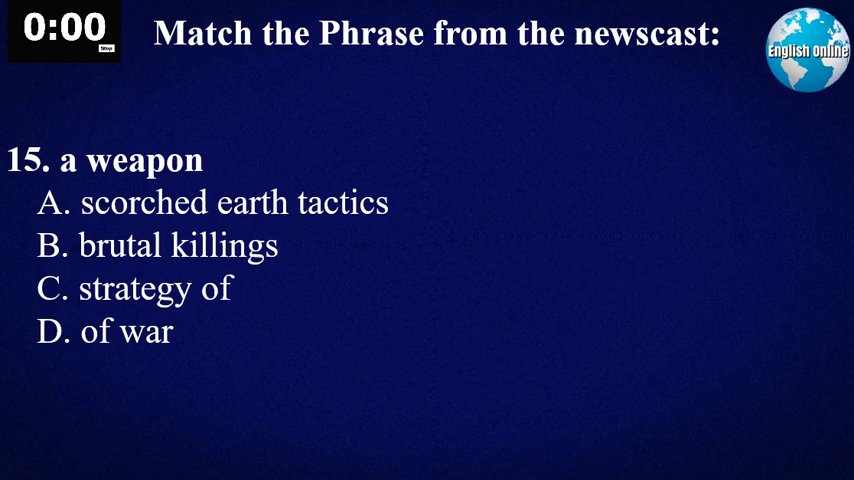 0:00
Stop
Match the Phrase from the newscast:
English Online
15. a weapon
A. scorched earth tactics
B. brutal killings
C. strategy of
D. of war